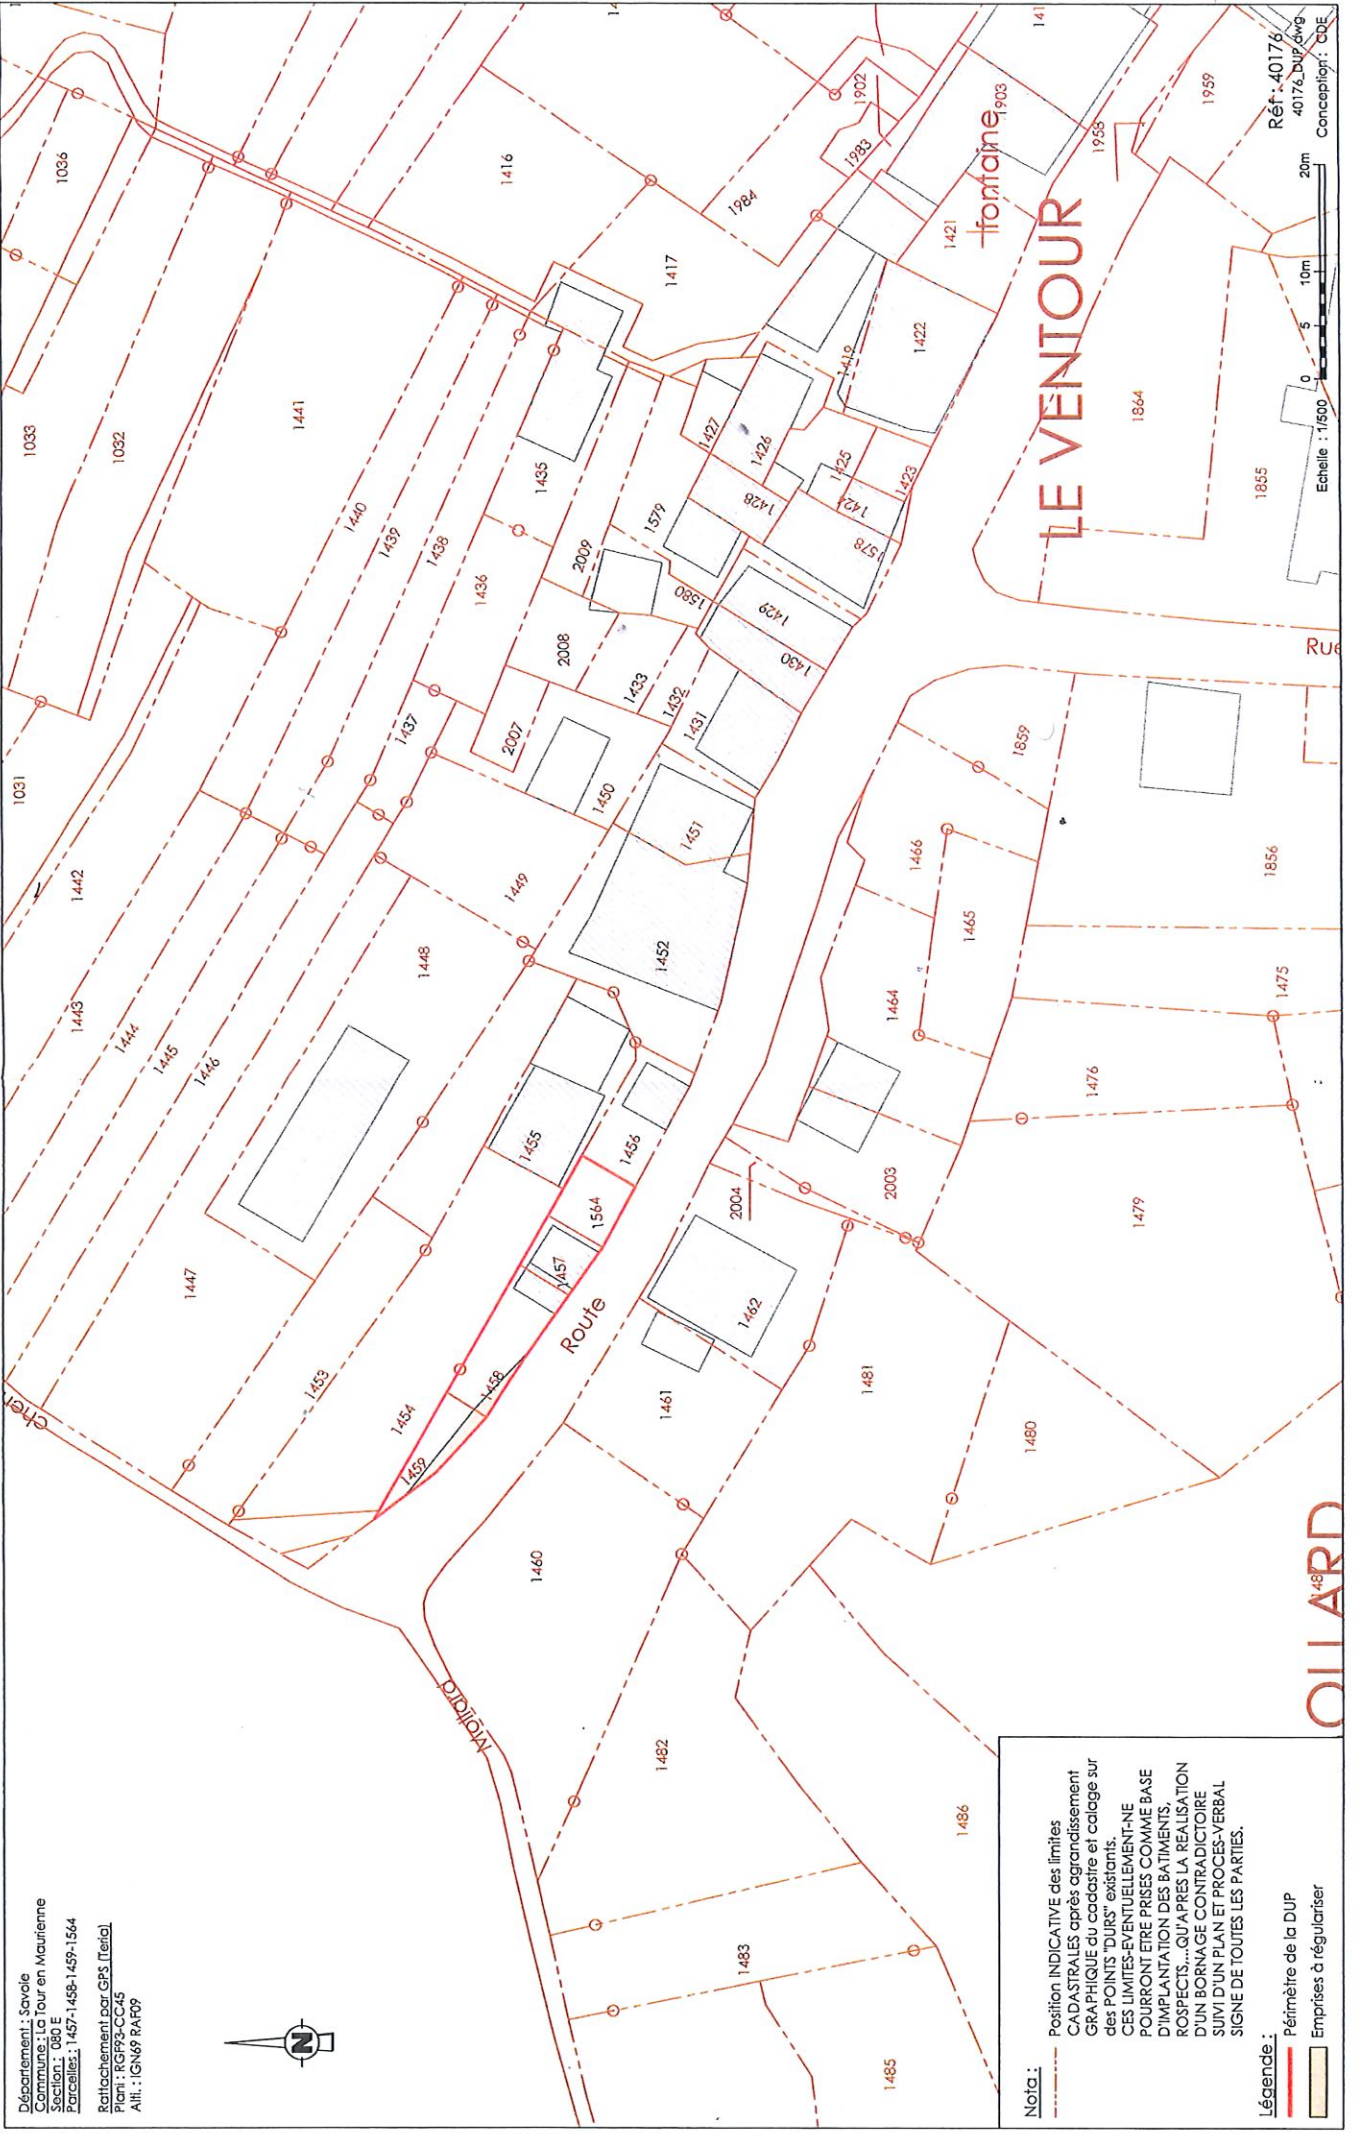 Département : Savoie
Commune : La Tour en Maurienne
Section : 080 E
Parcelles : 1457-1458-1459-1564
Rattachement par GPS (Teria)
Plani : RGF93-CC45
Alti. : IGN69 RAF09
N
Nota :
Position INDICATIVE des limites
CADASTRALES après agrandissement
GRAPHIQUE du cadastre et calage sur
des POINTS "DURS" existants.
CES LIMITES-EVENTUELLEMENT-NE
POURRONT ETRE PRISES COMME BASE
D'IMPLANTATION DES BATIMENTS,
ROSPECTS,...QU'APRES LA REALISATION
D'UN BORNAGE CONTRADICTOIRE
SUIVI D'UN PLAN ET PROCES-VERBAL
SIGNE DE TOUTES LES PARTIES.
Légende :
Périmètre de la DUP
Emprises à régulariser
Réf : 40176
40176_DUP.dwg
Conception : CDE
Echelle : 1/500
0
5
10m
20m
LE VENTOUR
fontaine
Route
Mollard
OLLARD
Rue
chem
1031
1032
1033
1036
1416
1417
1419
1421
1422
1423
1424
1425
1426
1427
1428
1429
1430
1431
1432
1433
1435
1436
1437
1438
1439
1440
1441
1442
1443
1444
1445
1446
1447
1448
1449
1450
1451
1452
1453
1454
1455
1456
1457
1458
1459
1460
1461
1462
1464
1465
1466
1475
1476
1479
1480
1481
1482
1483
1485
1486
1564
1578
1579
1580
1855
1856
1859
1864
1902
1903
1958
1959
1983
1984
2003
2004
2007
2008
2009